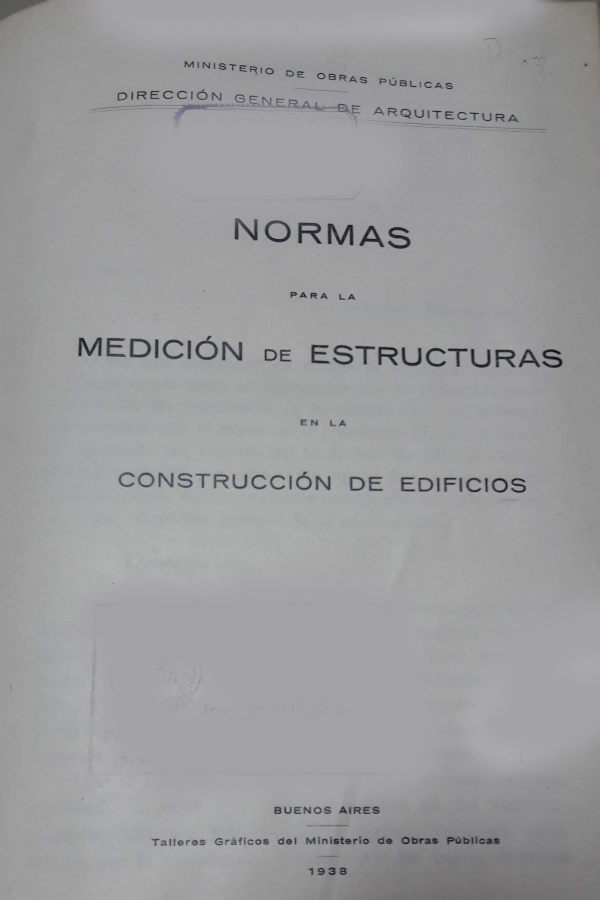 MINISTERIO DE OBRAS PÚBLICAS
DIRECCIÓN GENERAL DE ARQUITECTURA
NORMAS
PARA LA
MEDICIÓN DE ESTRUCTURAS
EN LA
CONSTRUCCIÓN DE EDIFICIOS
BUENOS AIRES
Talleres Gráficos del Ministerio de Obras Públicas
1938